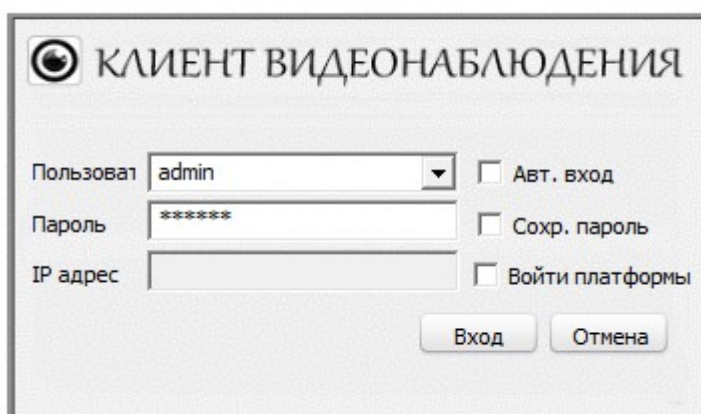 КЛИЕНТ ВИДЕОНАБЛЮДЕНИЯ
Пользоват admin Авт. вход
Пароль ****** Сохр. пароль
IP адрес Войти платформы
Вход Отмена